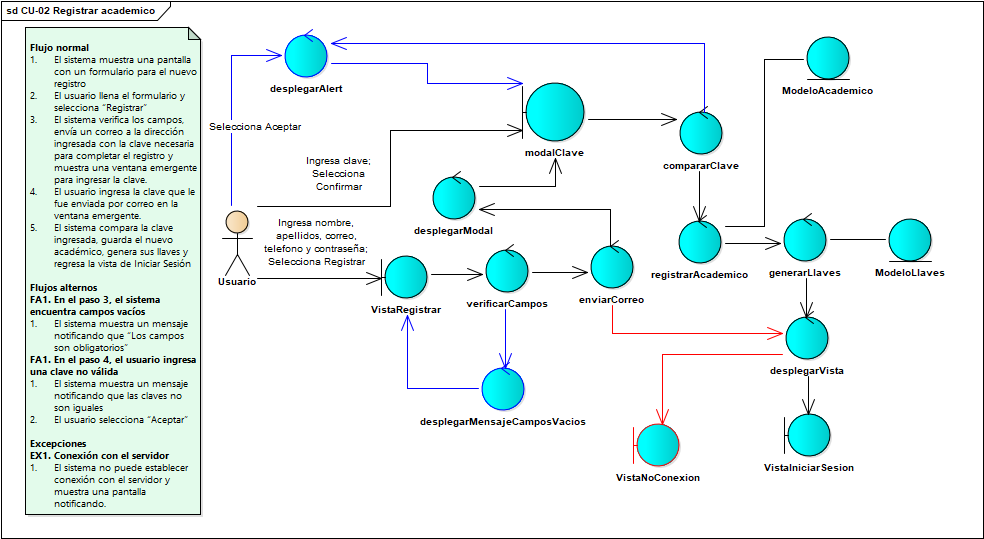 sd CU-02 Registrar academico
Flujo normal
1. El sistema muestra una pantalla
con un formulario para el nuevo
registro
2. El usuario llena el formulario y
selecciona "Registrar"
3. El sistema verifica los campos,
envía un correo a la dirección
ingresada con la clave necesaria
para completar el registro y
muestra una ventana emergente
para ingresar la clave.
4. El usuario ingresa la clave que le
fue enviada por correo en la
ventana emergente.
5. El sistema compara la clave
ingresada, guarda el nuevo
académico, genera sus llaves y
regresa la vista de Iniciar Sesión
Flujos alternos
FA1. En el paso 3, el sistema
encuentra campos vacíos
1. El sistema muestra un mensaje
notificando que "Los campos
son obligatorios"
FA1. En el paso 4, el usuario ingresa
una clave no válida
1. El sistema muestra un mensaje
notificando que las claves no
son iguales
2. El usuario selecciona "Aceptar"
Excepciones
EX1. Conexión con el servidor
1. El sistema no puede establecer
conexión con el servidor y
muestra una pantalla
notificando.
desplegarAlert
Selecciona Aceptar
modalClave
Ingresa clave;
Selecciona
Confirmar
compararClave
ModeloAcademico
desplegarModal
Ingresa nombre,
apellidos, correo,
telefono y contraseña;
Selecciona Registrar
Usuario
VistaRegistrar
verificarCampos
enviarCorreo
registrarAcademico
generarLlaves
ModeloLlaves
desplegarVista
desplegarMensajeCamposVacios
VistaNoConexion
VistaIniciarSesion